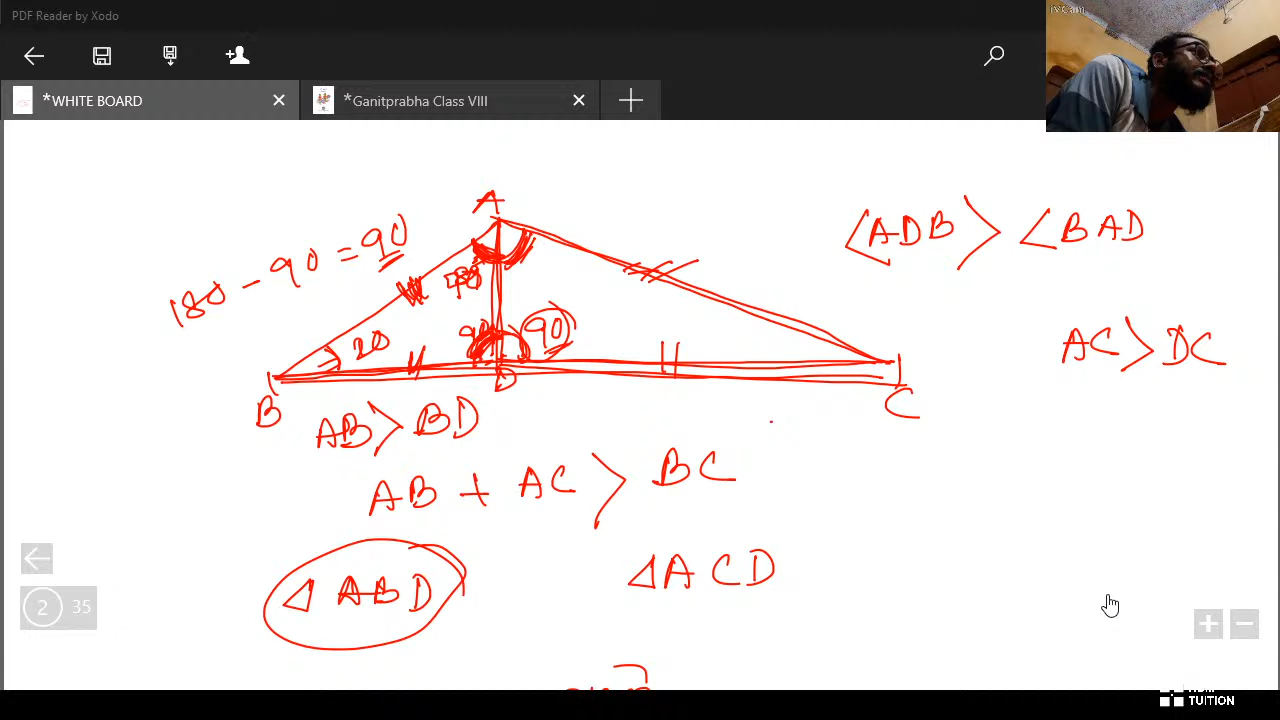 PDF Reader by Xodo
*WHITE BOARD
*Ganitprabha Class VIII
A
180 - 90 = 90
<ADB > <BAD
20
90
90
AC > DC
B
D
C
AB > BD
AB + AC > BC
⊿ ABD
⊿ ACD
2 35
TUITION